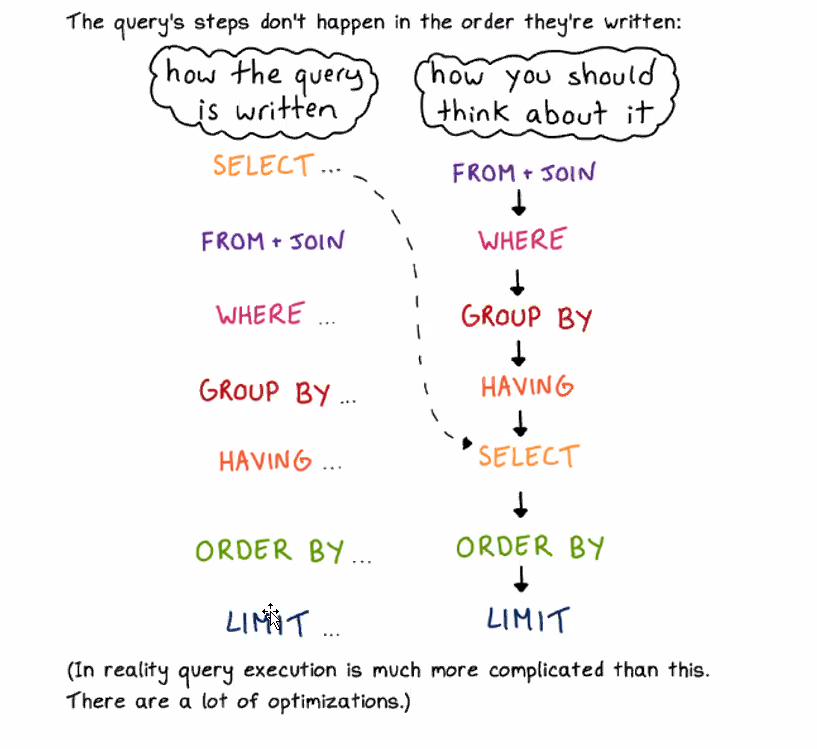 The query's steps don't happen in the order they're written:
how the query
is written
SELECT ...
FROM + JOIN
WHERE ...
GROUP BY ...
HAVING ...
ORDER BY ...
LIMIT ...
how you should
think about it
FROM + JOIN
WHERE
GROUP BY
HAVING
SELECT
ORDER BY
LIMIT
(In reality query execution is much more complicated than this.
There are a lot of optimizations.)